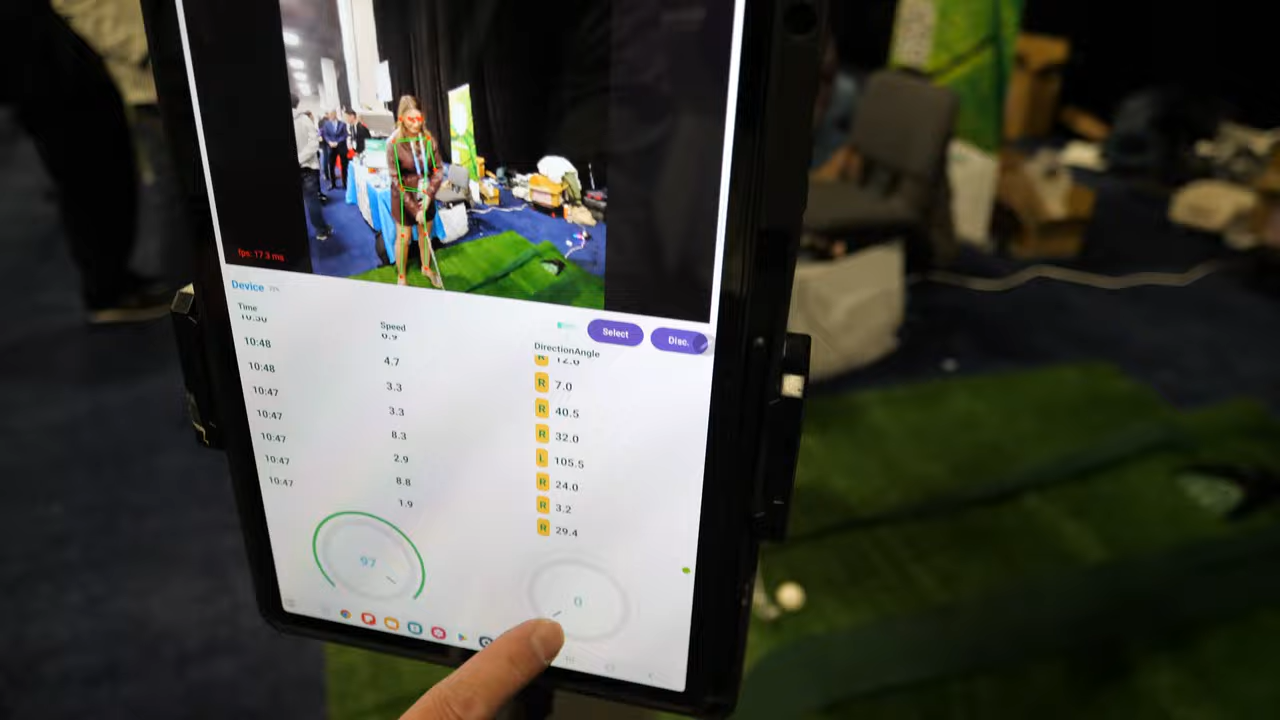 fps: 17.3 ms
Device
Select
Disc.
Time Speed DirectionAngle
10:48 4.7 R 7.0
10:48 3.3 R 40.5
10:47 3.3 R 32.0
10:47 8.3 L 105.5
10:47 2.9 R 24.0
10:47 8.8 R 3.2
10:47 1.9 R 29.4
97
0